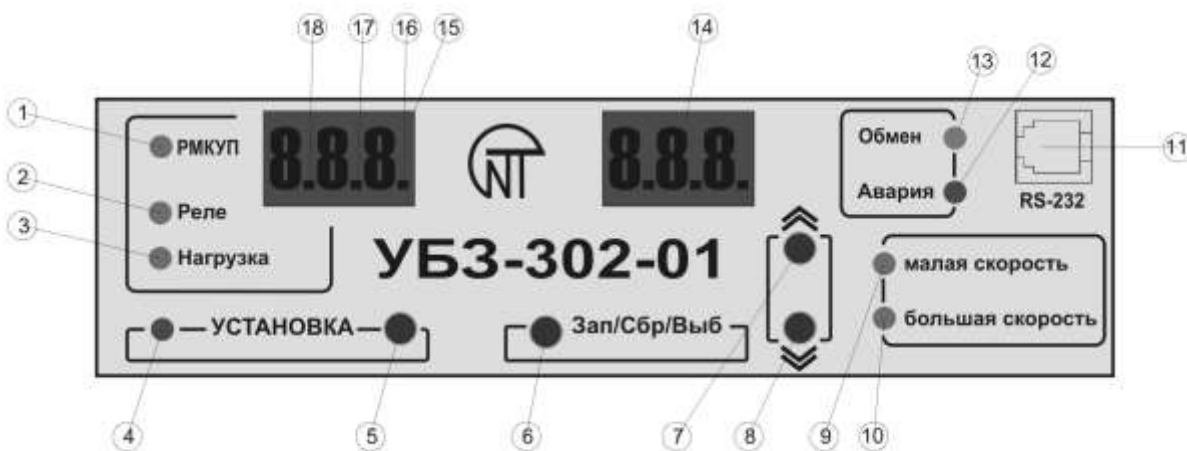 18 17 16 15 14 13 12
1 РМКУП 8.8.8. NT 8.8.8. Обмен
2 Реле Авария 11
3 Нагрузка RS-232
УБЗ-302-01 малая скорость
УСТАНОВКА Зап/Сбр/Выб большая скорость
4 5 6 7 8 9 10